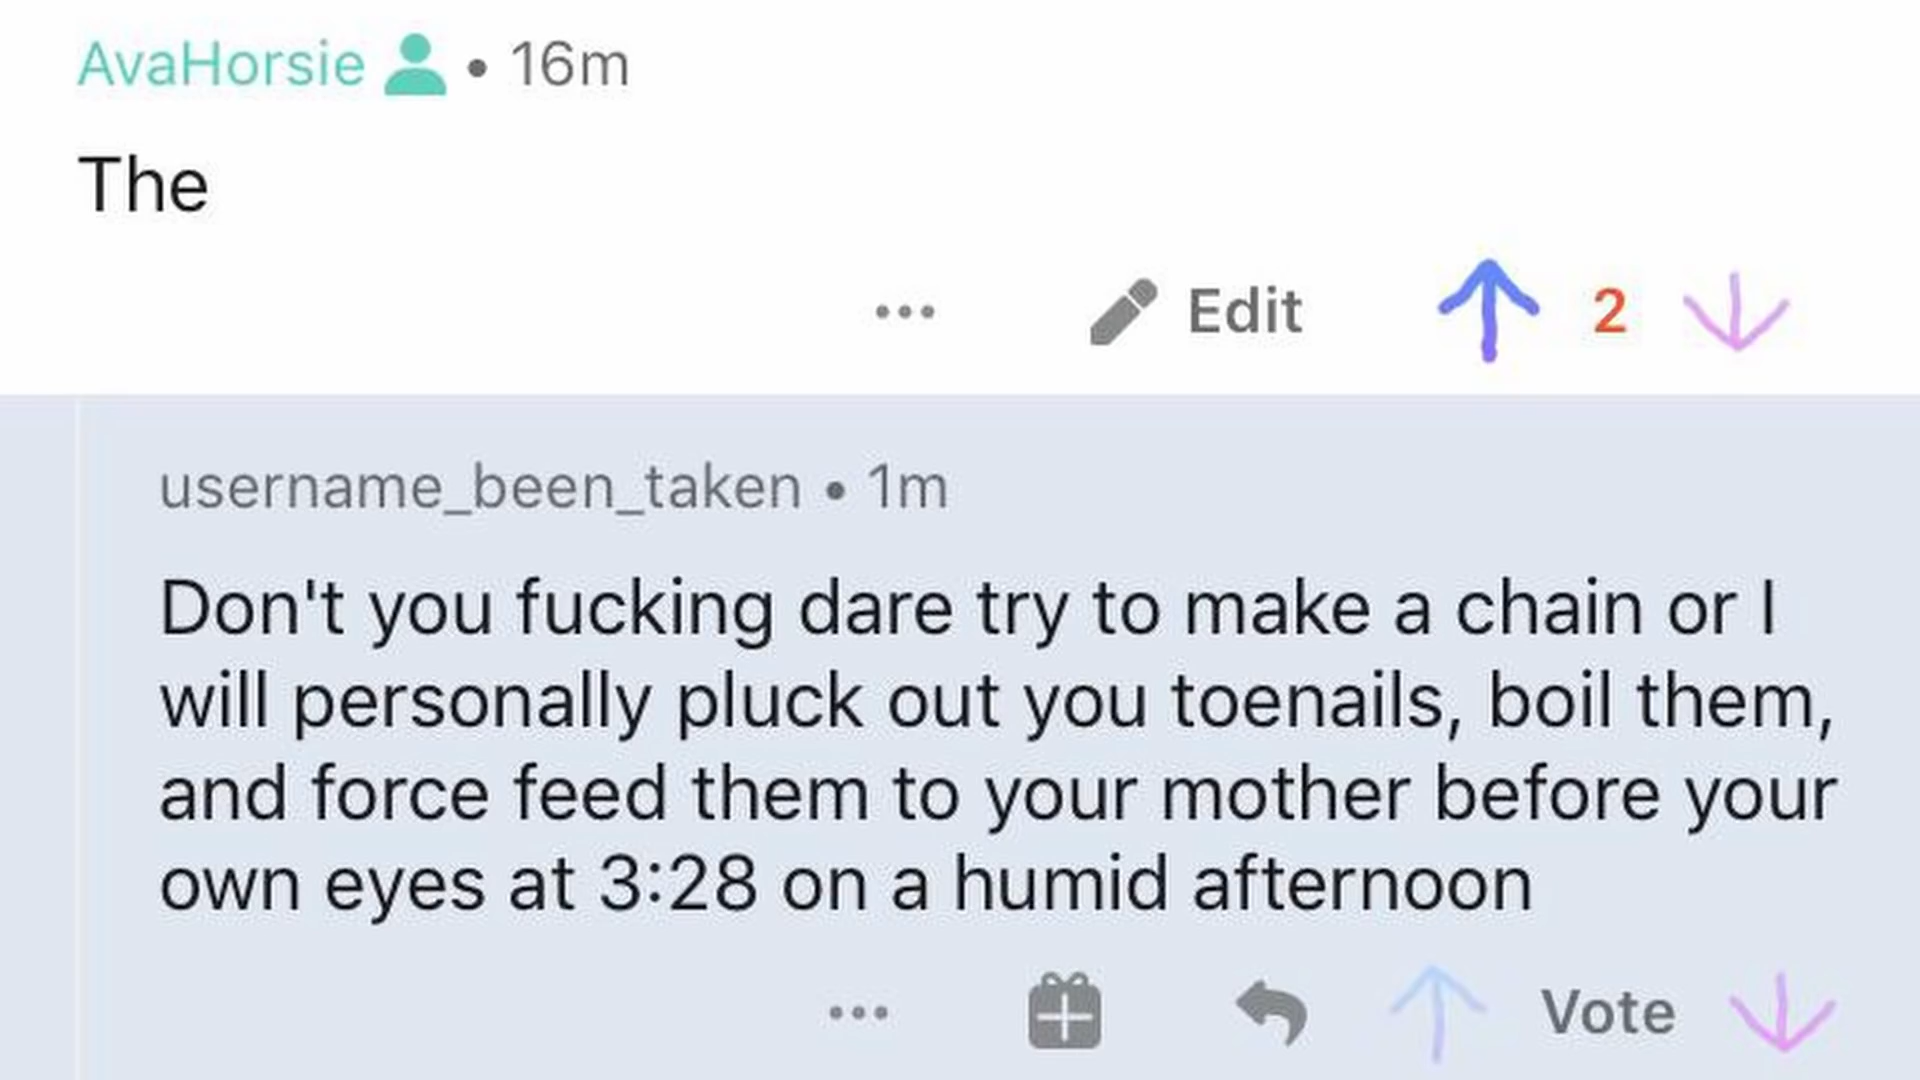 AvaHorsie • 16m
The
... Edit 2
username_been_taken • 1m
Don't you fucking dare try to make a chain or I
will personally pluck out you toenails, boil them,
and force feed them to your mother before your
own eyes at 3:28 on a humid afternoon
... Vote